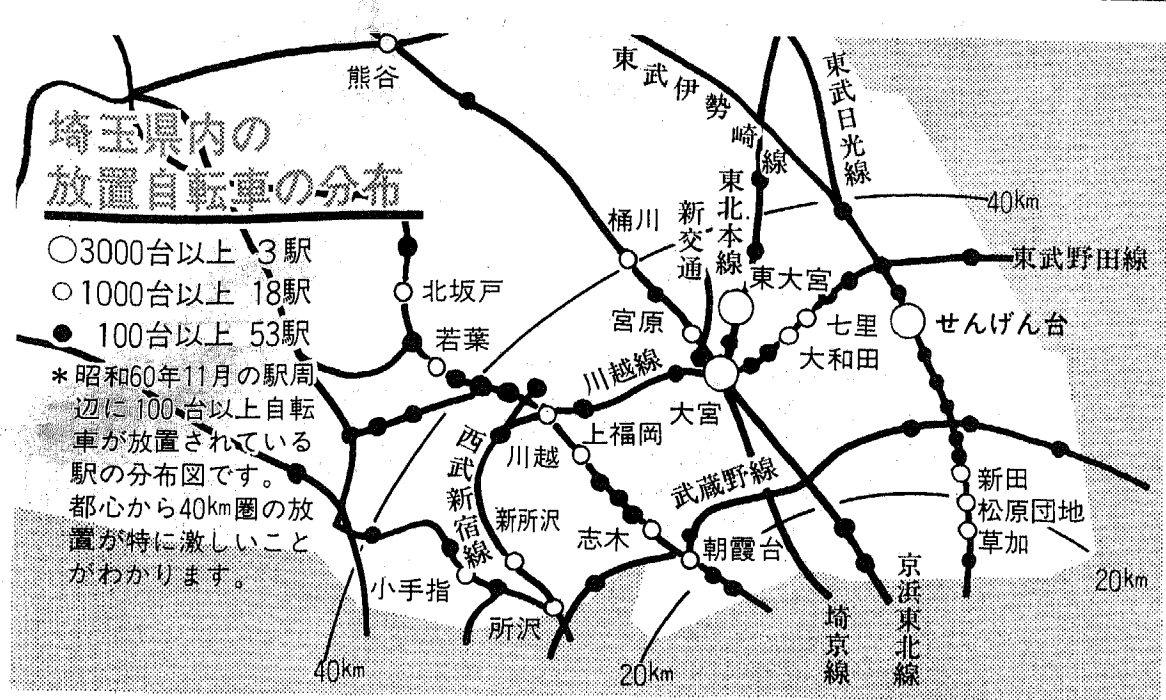 埼玉県内の
放置自転車の分布
○3000台以上 3駅
○1000台以上 18駅
● 100台以上 53駅
*昭和60年11月の駅周
辺に100台以上自転
車が放置されている
駅の分布図です。
都心から40km圏の放
置が特に激しいこと
がわかります。
熊谷
東武伊勢崎線
東武日光線
東北本線
新交通
40km
桶川
東武野田線
東大宮
北坂戸
宮原
七里
せんげん台
若葉
大和田
川越線
大宮
上福岡
川越
西武新宿線
武蔵野線
新田
松原団地
草加
新所沢
志木
朝霞台
小手指
所沢
京浜東北線
埼京線
20km
40km
20km